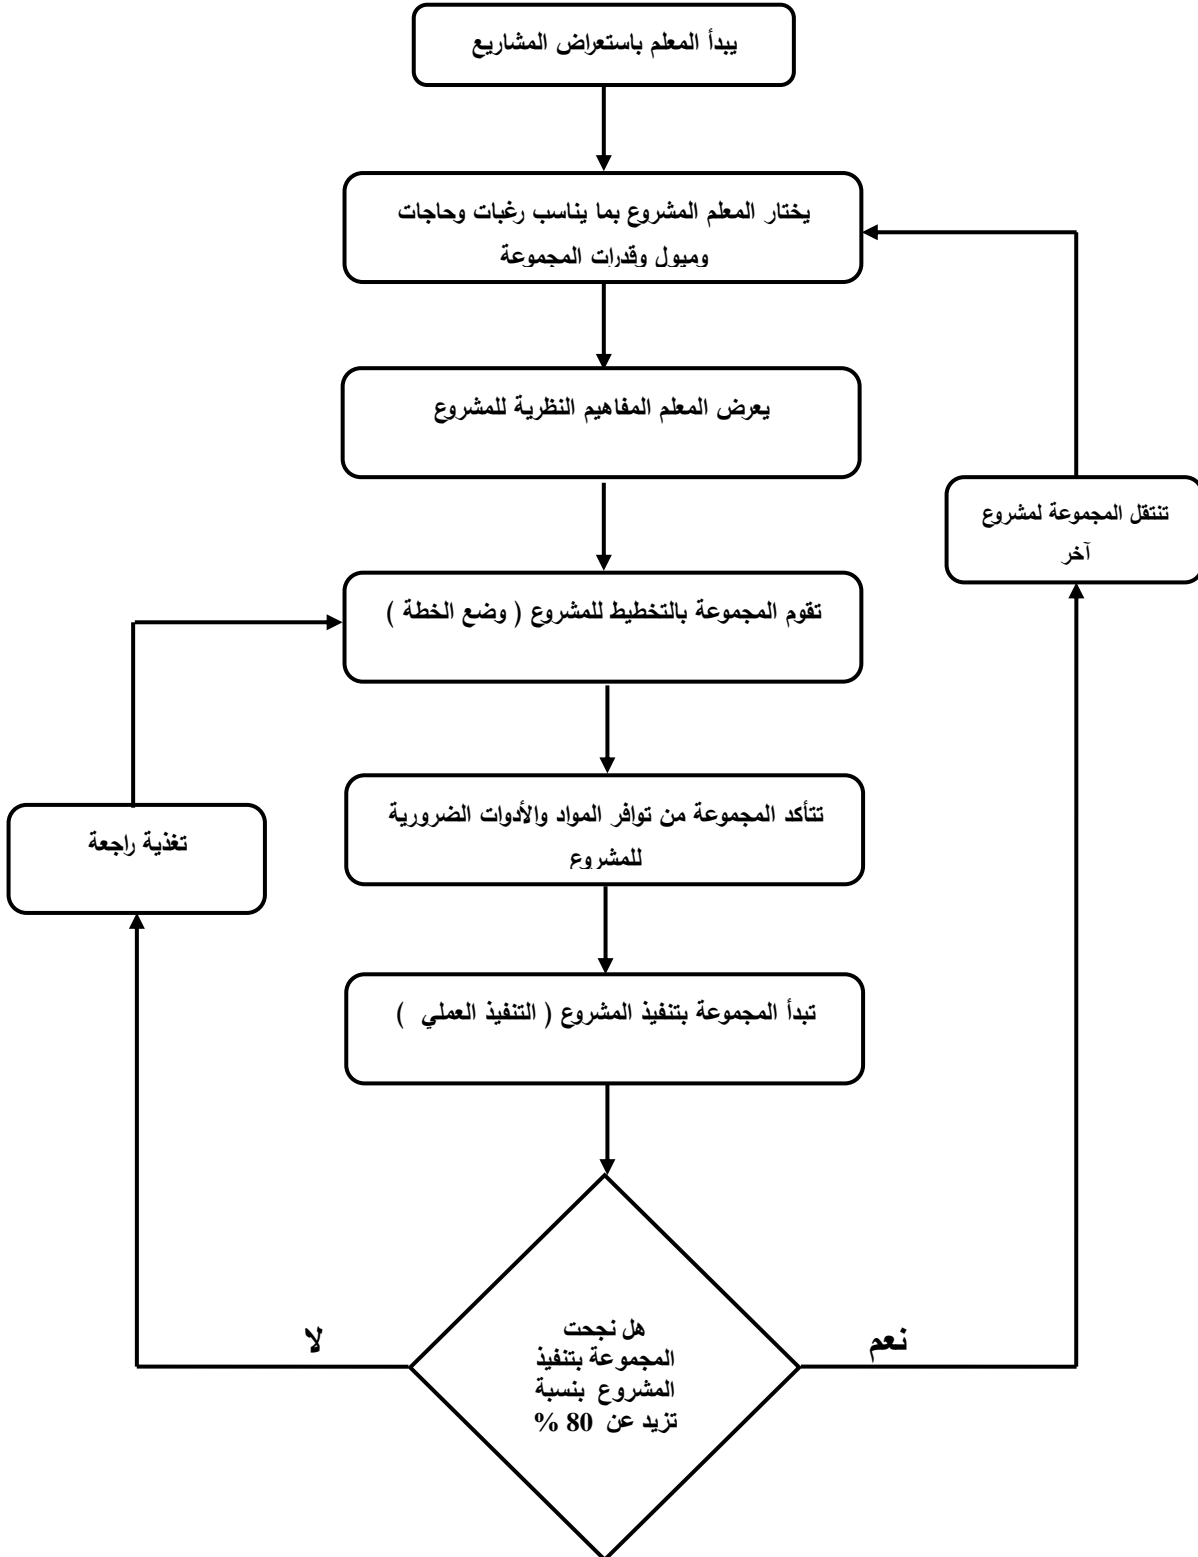 يبدأ المعلم باستعراض المشاريع
يختار المعلم المشروع بما يناسب رغبات وحاجات
وميول وقدرات المجموعة
يعرض المعلم المفاهيم النظرية للمشروع
تنتقل المجموعة لمشروع
آخر
تقوم المجموعة بالتخطيط للمشروع ( وضع الخطة )
تتأكد المجموعة من توافر المواد والأدوات الضرورية
للمشروع
تغذية راجعة
تبدأ المجموعة بتنفيذ المشروع ( التنفيذ العملي )
هل نجحت
المجموعة بتنفيذ
المشروع بنسبة
تزيد عن 80 %
نعم
لا